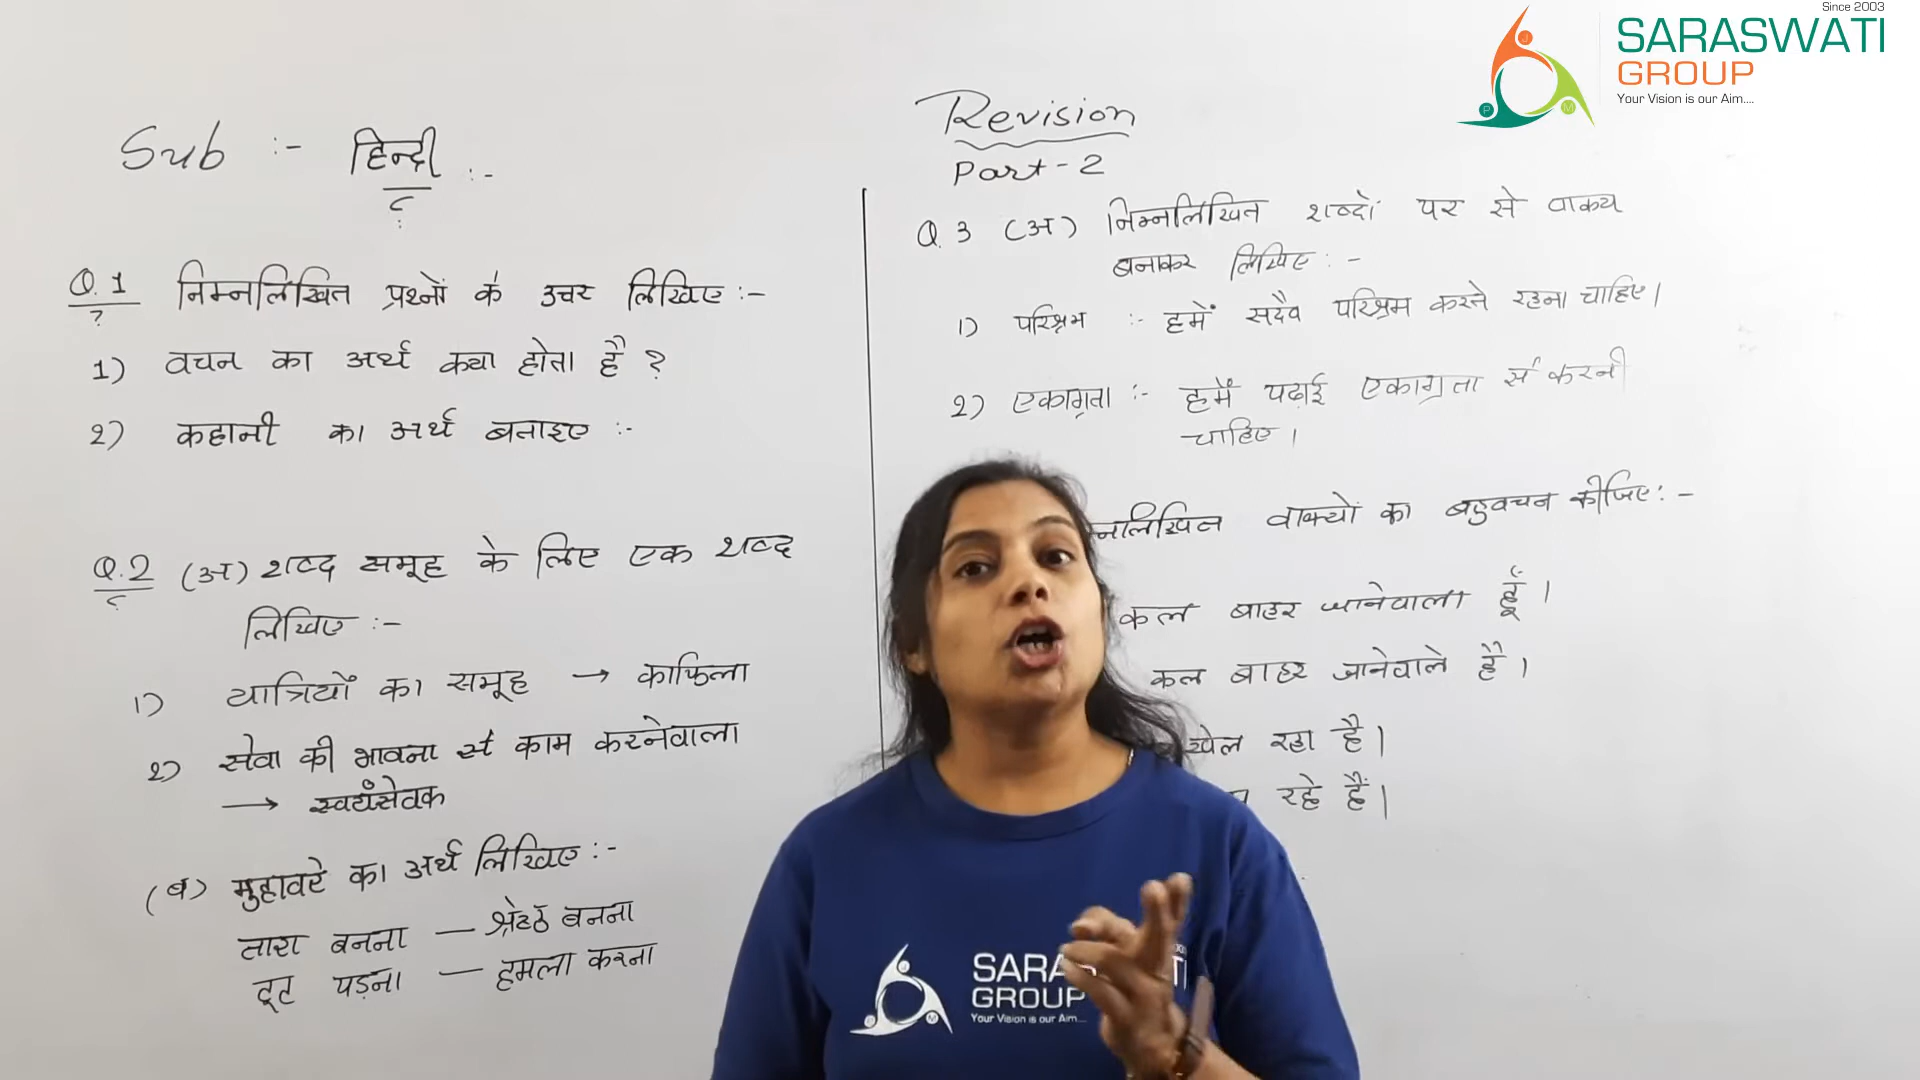 Since 2003
SARASWATI
GROUP
Your Vision is our Aim....
Sub :- हिन्दी :-
Revision
Part-2
Q.1 निम्नलिखित प्रश्नों के उत्तर लिखिए :-
1) वचन का अर्थ क्या होता है ?
2) कहानी का अर्थ बताइए :-
Q.2 (अ) शब्द समूह के लिए एक शब्द
लिखिए :-
1) यात्रियों का समूह → काफिला
2) सेवा की भावना से काम करनेवाला
→ स्वयंसेवक
(ब) मुहावरे का अर्थ लिखिए :-
तारा बनना — श्रेष्ठ बनना
टूट पड़ना — हमला करना
Q.3 (अ) निम्नलिखित शब्दों पर से वाक्य
बनाकर लिखिए :-
1) परिश्रम :- हमें सदैव परिश्रम करते रहना चाहिए।
2) एकाग्रता :- हमें पढ़ाई एकाग्रता से करनी
चाहिए।
वाक्यों का बहुवचन कीजिए :-
कल बाहर जानेवाला हूँ।
कल बाहर जानेवाले हैं।
खेल रहा है।
रहे हैं।
GROUP
Your Vision is our Aim...